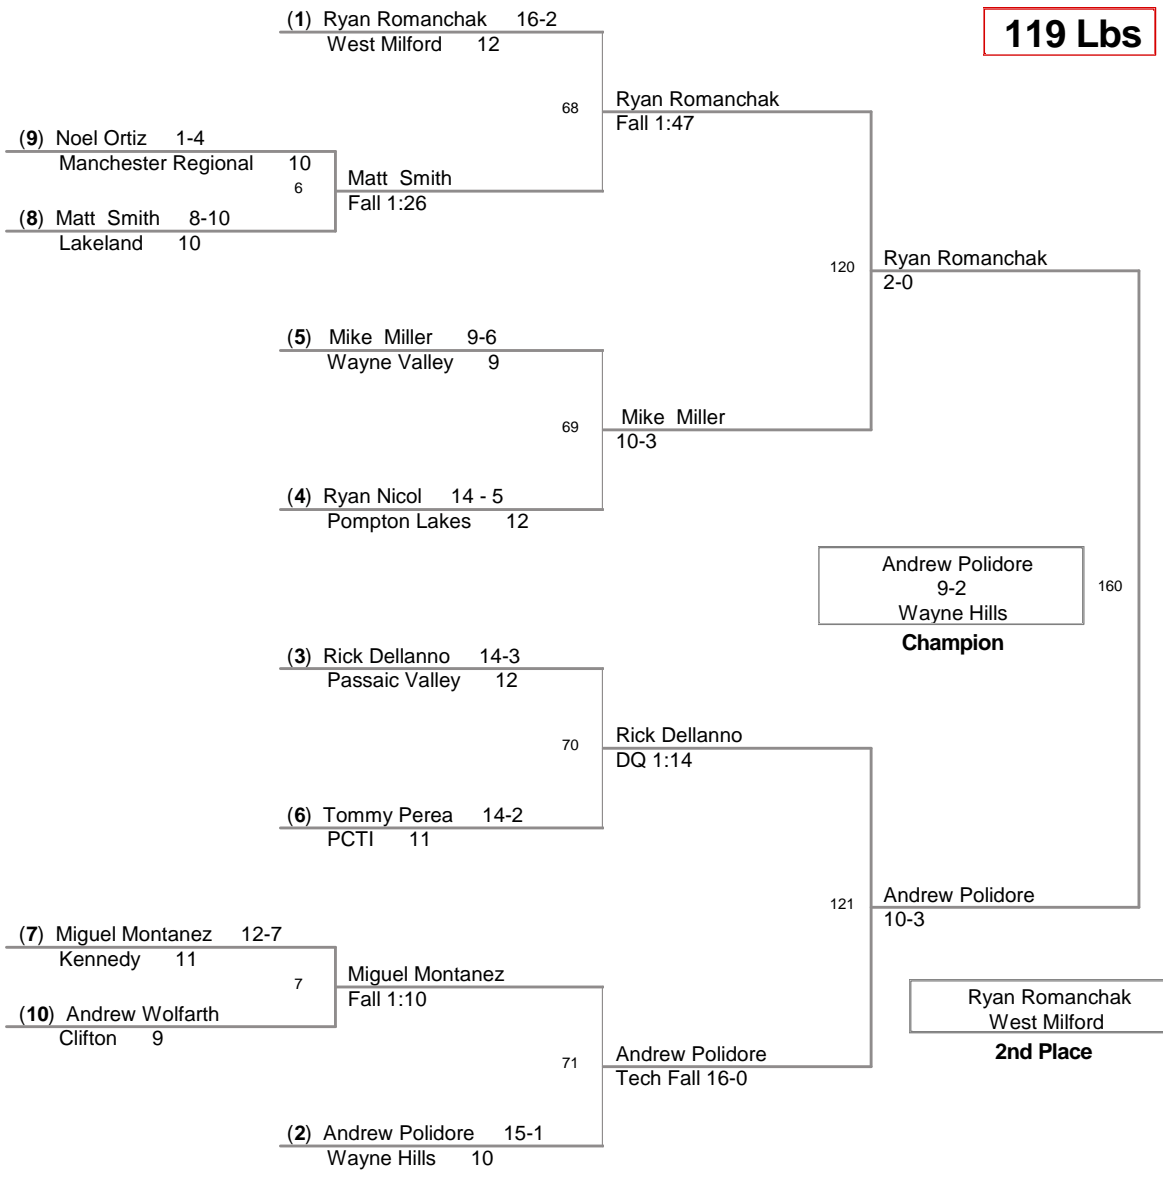 (1) Ryan Romanchak 16-2
119 Lbs
West Milford 12
68
Ryan Romanchak
Fall 1:47
(9) Noel Ortiz 1-4
Manchester Regional 10
6
Matt Smith
Fall 1:26
(8) Matt Smith 8-10
Lakeland 10
120
Ryan Romanchak
2-0
(5) Mike Miller 9-6
Wayne Valley 9
69
Mike Miller
10-3
(4) Ryan Nicol 14 - 5
Pompton Lakes 12
Andrew Polidore
9-2
Wayne Hills
Champion
160
(3) Rick Dellanno 14-3
Passaic Valley 12
70
Rick Dellanno
DQ 1:14
(6) Tommy Perea 14-2
PCTI 11
121
Andrew Polidore
10-3
(7) Miguel Montanez 12-7
Kennedy 11
7
Miguel Montanez
Fall 1:10
(10) Andrew Wolfarth
Clifton 9
Ryan Romanchak
West Milford
2nd Place
71
Andrew Polidore
Tech Fall 16-0
(2) Andrew Polidore 15-1
Wayne Hills 10